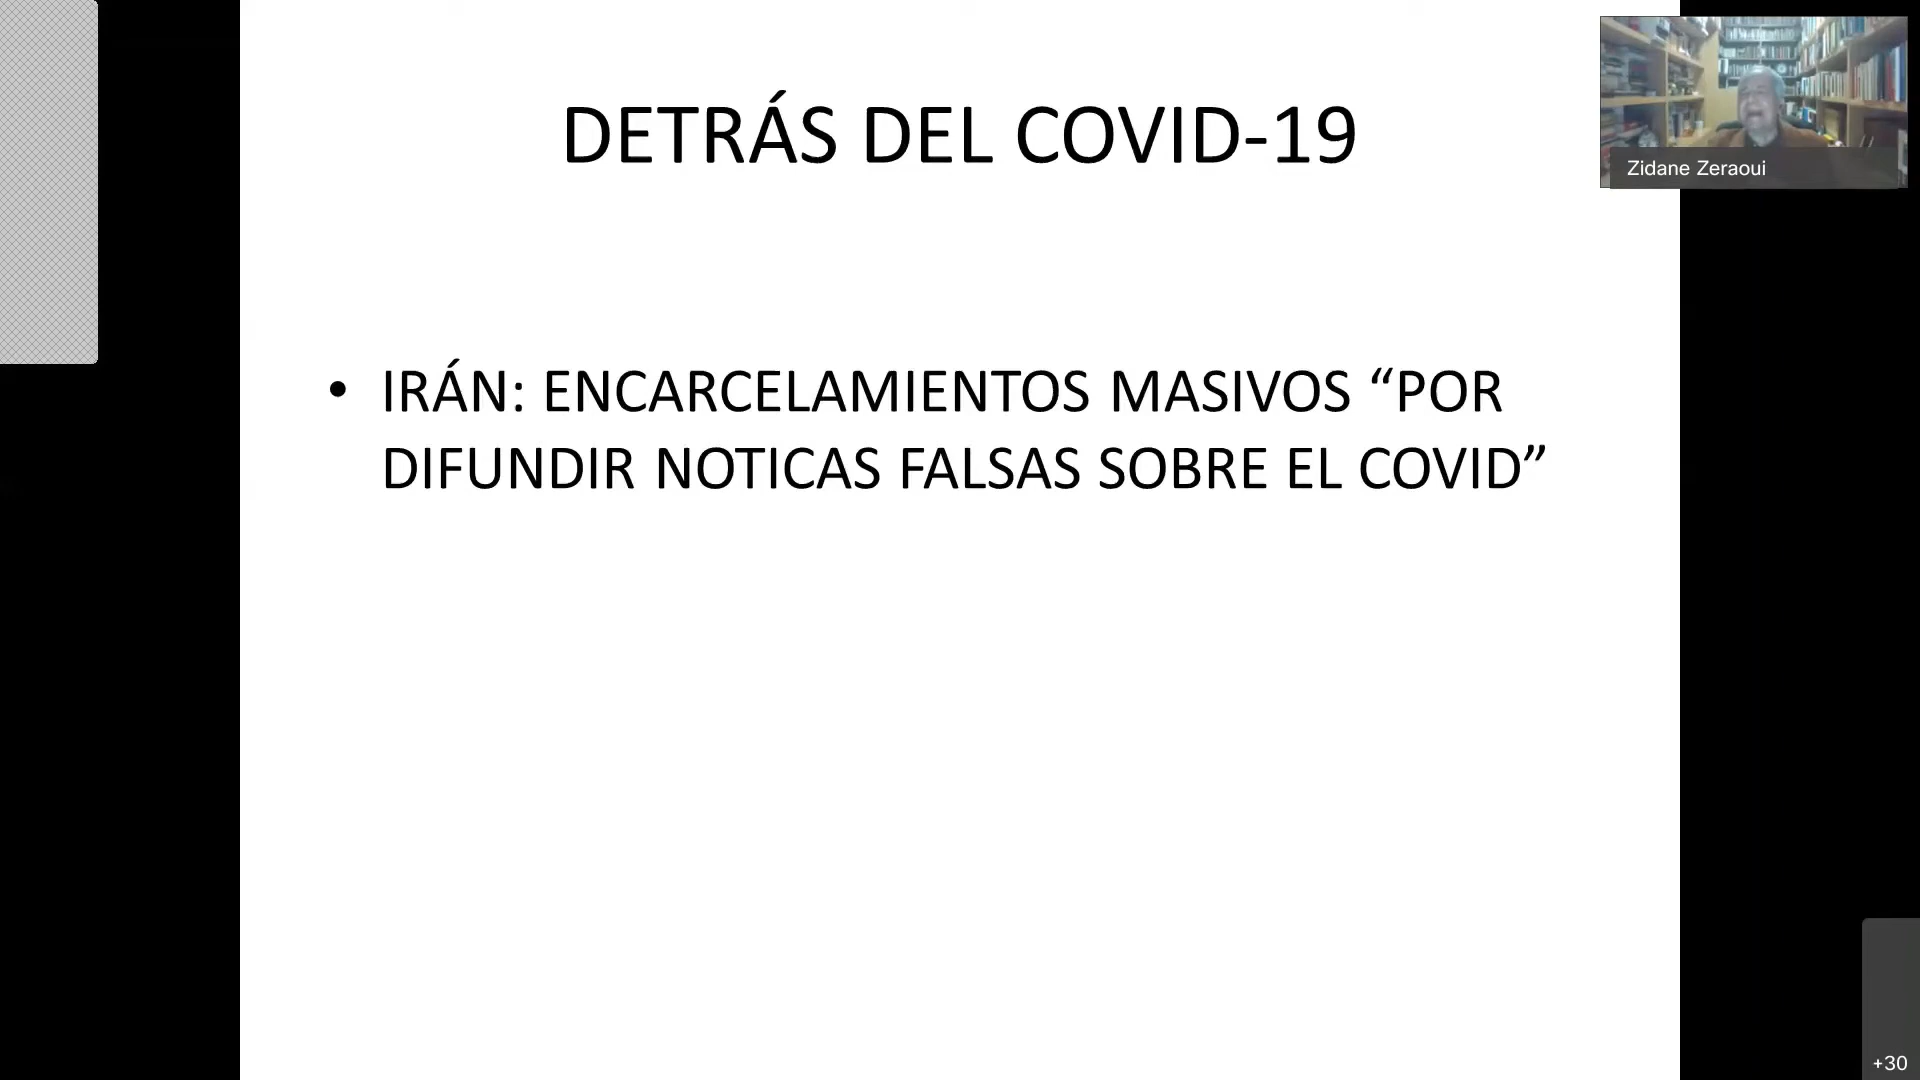 DETRÁS DEL COVID-19
Zidane Zeraoui
• IRÁN: ENCARCELAMIENTOS MASIVOS “POR
DIFUNDIR NOTICAS FALSAS SOBRE EL COVID”
+30